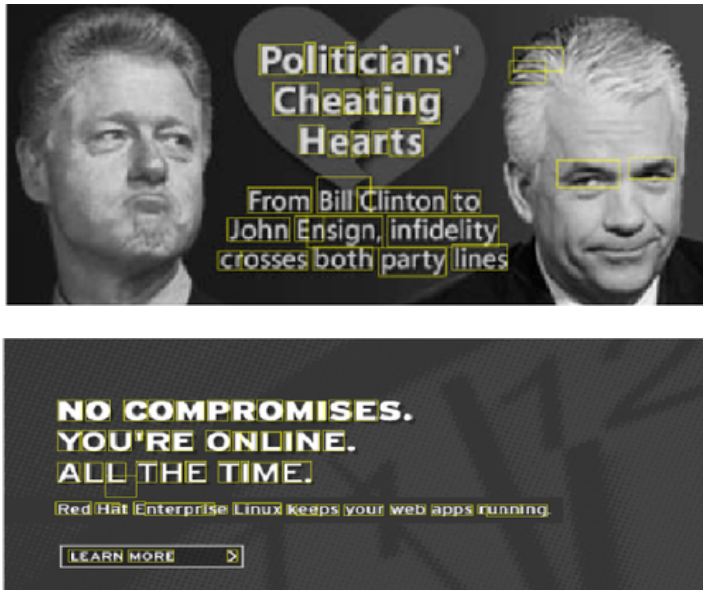 Politicians'
Cheating
Hearts
From Bill Clinton to
John Ensign, infidelity
crosses both party lines
NO COMPROMISES.
YOU'RE ONLINE.
ALL THE TIME.
Red Hat Enterprise Linux keeps your web apps running.
LEARN MORE >